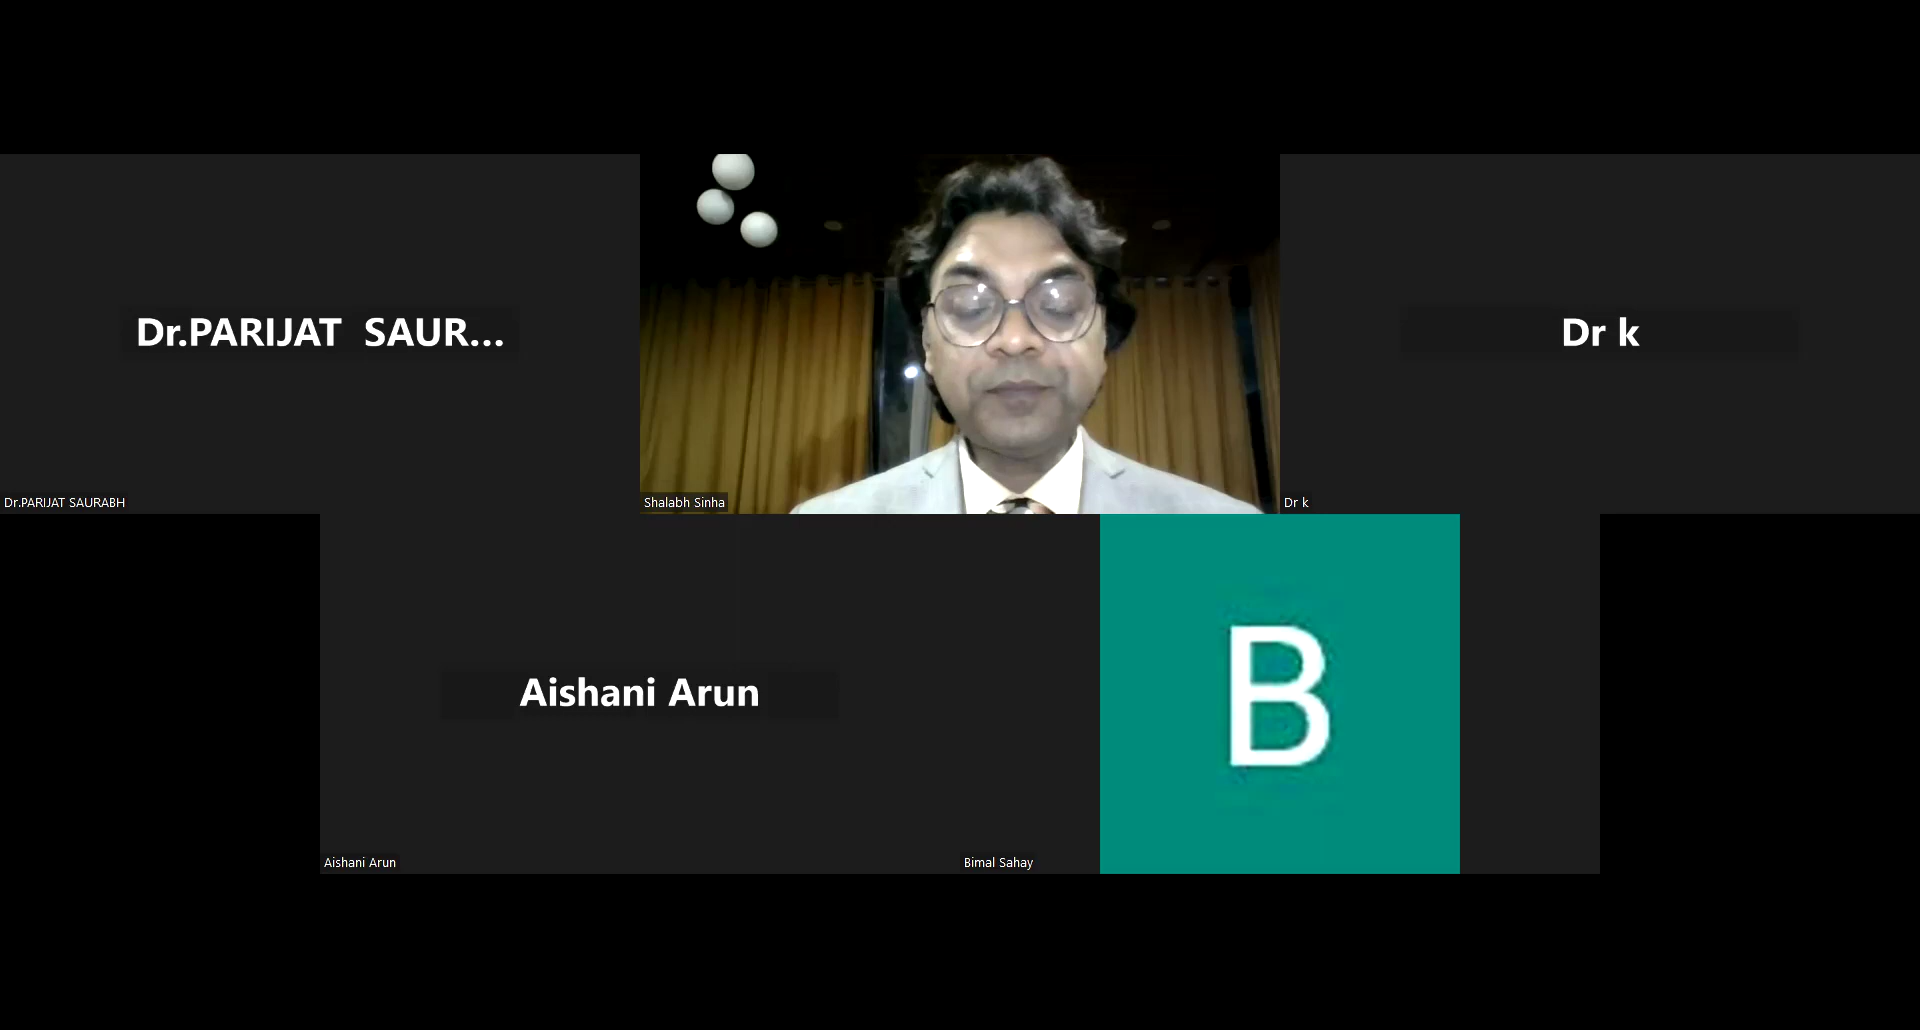 Dr.PARIJAT  SAUR...
Dr.PARIJAT SAURABH
Shalabh Sinha
Dr k
Dr k
Aishani Arun
Aishani Arun
B
Bimal Sahay